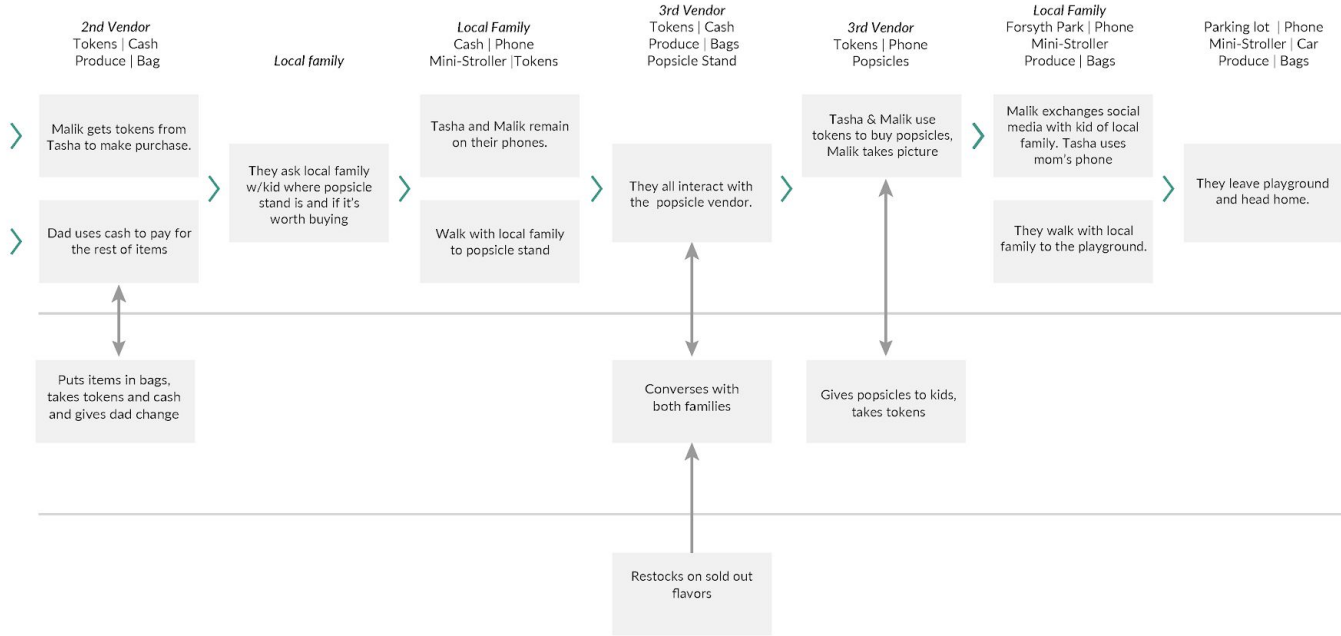 2nd Vendor
Tokens | Cash
Produce | Bag
Local family
Local Family
Cash | Phone
Mini-Stroller |Tokens
3rd Vendor
Tokens | Cash
Produce | Bags
Popsicle Stand
3rd Vendor
Tokens | Phone
Popsicles
Local Family
Forsyth Park | Phone
Mini-Stroller
Produce | Bags
Parking lot | Phone
Mini-Stroller | Car
Produce | Bags
Malik gets tokens from
Tasha to make purchase.
Dad uses cash to pay for
the rest of items
They ask local family
w/kid where popsicle
stand is and if it's
worth buying
Tasha and Malik remain
on their phones.
Walk with local family
to popsicle stand
They all interact with
the popsicle vendor.
Tasha & Malik use
tokens to buy popsicles,
Malik takes picture
Malik exchanges social
media with kid of local
family. Tasha uses
mom's phone
They walk with local
family to the playground.
They leave playground
and head home.
Puts items in bags,
takes tokens and cash
and gives dad change
Converses with
both families
Gives popsicles to kids,
takes tokens
Restocks on sold out
flavors